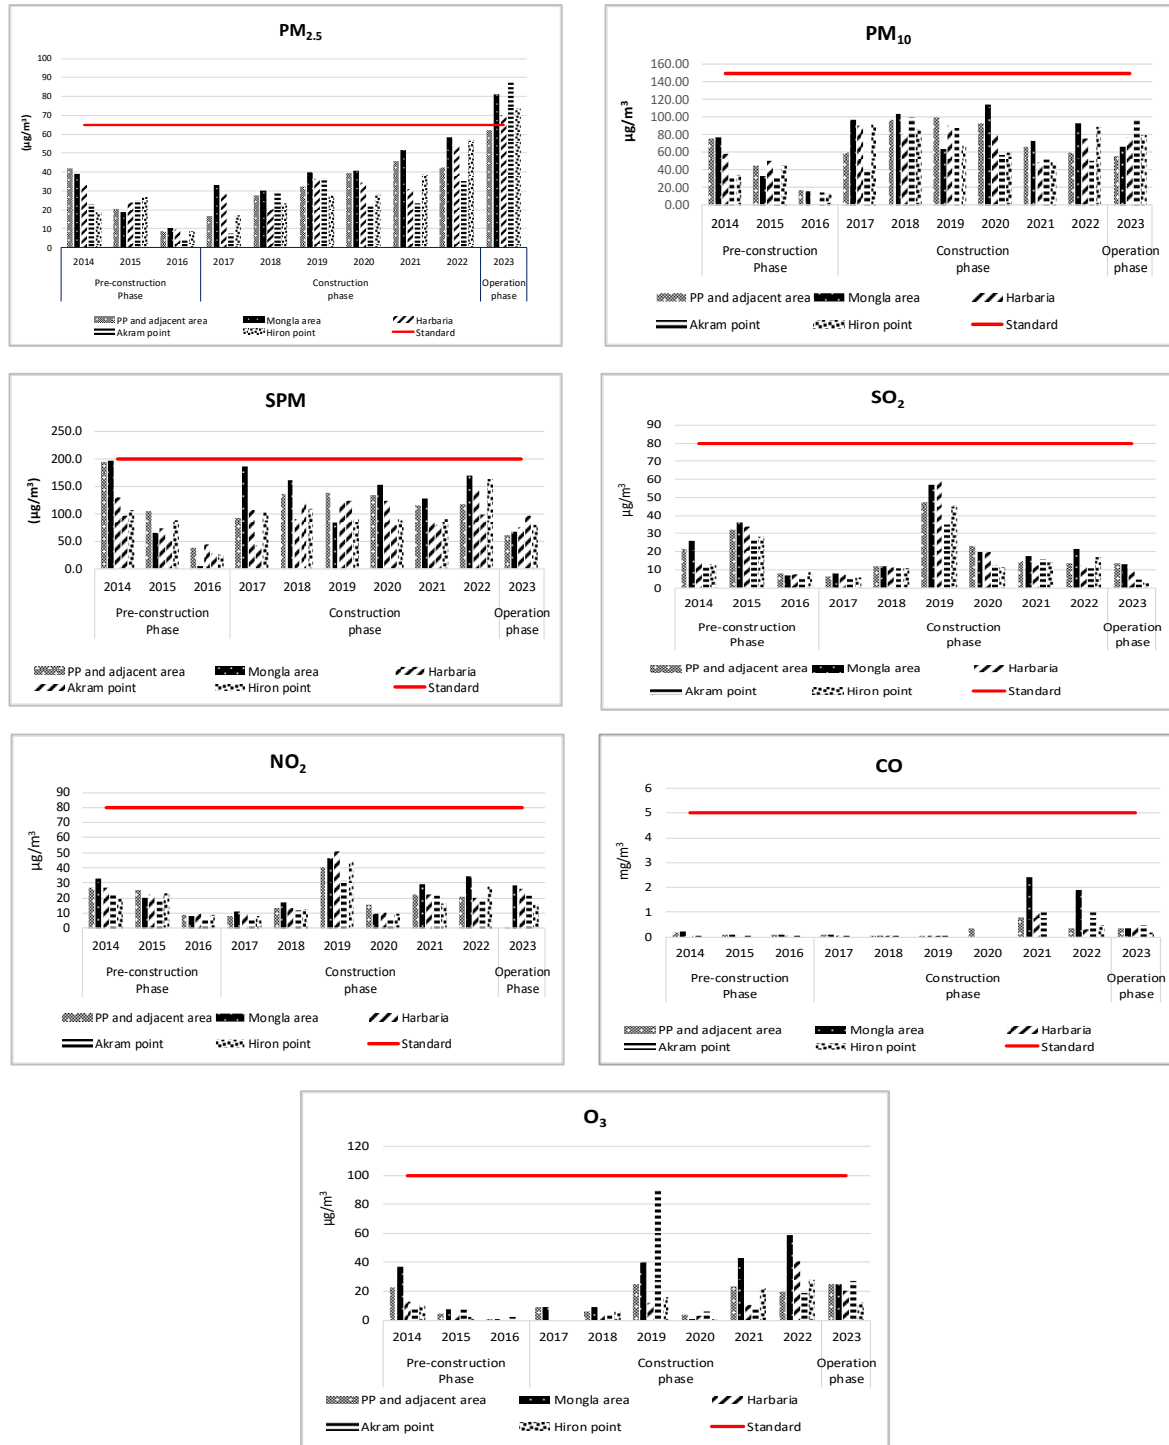 PM2.5
(µg/m³)
100
90
80
70
60
50
40
30
20
10
0
2014 2015 2016 2017 2018 2019 2020 2021 2022 2023
Pre-construction Construction Operation
Phase phase phase
PP and adjacent area Mongla area Harbaria
Akram point Hiron point Standard
PM10
µg/m³
160.00
140.00
120.00
100.00
80.00
60.00
40.00
20.00
0.00
2014 2015 2016 2017 2018 2019 2020 2021 2022 2023
Pre-construction Construction Operation
Phase phase phase
PP and adjacent area Mongla area Harbaria
Akram point Hiron point Standard
SPM
(µg/m³)
250.0
200.0
150.0
100.0
50.0
0.0
2014 2015 2016 2017 2018 2019 2020 2021 2022 2023
Pre-construction Construction Operation
Phase phase phase
PP and adjacent area Mongla area Harbaria
Akram point Hiron point Standard
SO2
µg/m³
90
80
70
60
50
40
30
20
10
0
2014 2015 2016 2017 2018 2019 2020 2021 2022 2023
Pre-construction Construction Operation
Phase phase phase
PP and adjacent area Mongla area Harbaria
Akram point Hiron point Standard
NO2
µg/m³
90
80
70
60
50
40
30
20
10
0
2014 2015 2016 2017 2018 2019 2020 2021 2022 2023
Pre-construction Construction Operation
Phase phase Phase
PP and adjacent area Mongla area Harbaria
Akram point Hiron point Standard
CO
mg/m³
6
5
4
3
2
1
0
2014 2015 2016 2017 2018 2019 2020 2021 2022 2023
Pre-construction Construction Operation
Phase phase phase
PP and adjacent area Mongla area Harbaria
Akram point Hiron point Standard
O3
µg/m³
120
100
80
60
40
20
0
2014 2015 2016 2017 2018 2019 2020 2021 2022 2023
Pre-construction Construction Operation
Phase phase phase
PP and adjacent area Mongla area Harbaria
Akram point Hiron point Standard